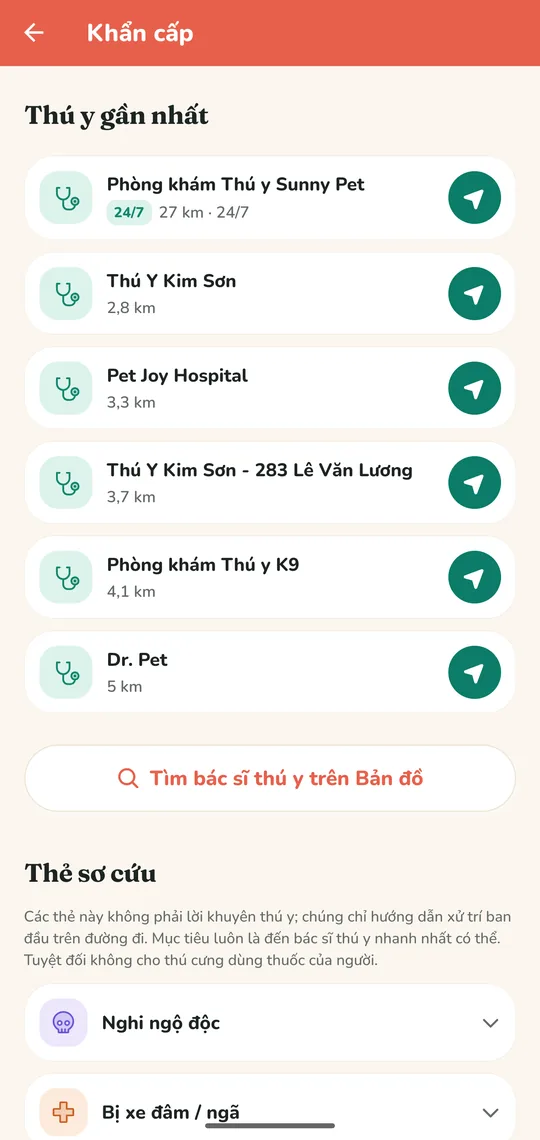 Khẩn cấp
Thú y gần nhất
Phòng khám Thú y Sunny Pet
24/7 27 km · 24/7
Thú Y Kim Sơn
2,8 km
Pet Joy Hospital
3,3 km
Thú Y Kim Sơn - 283 Lê Văn Lương
3,7 km
Phòng khám Thú y K9
4,1 km
Dr. Pet
5 km
Tìm bác sĩ thú y trên Bản đồ
Thẻ sơ cứu
Các thẻ này không phải lời khuyên thú y; chúng chỉ hướng dẫn xử trí ban
đầu trên đường đi. Mục tiêu luôn là đến bác sĩ thú y nhanh nhất có thể.
Tuyệt đối không cho thú cưng dùng thuốc của người.
Nghi ngộ độc
Bị xe đâm / ngã